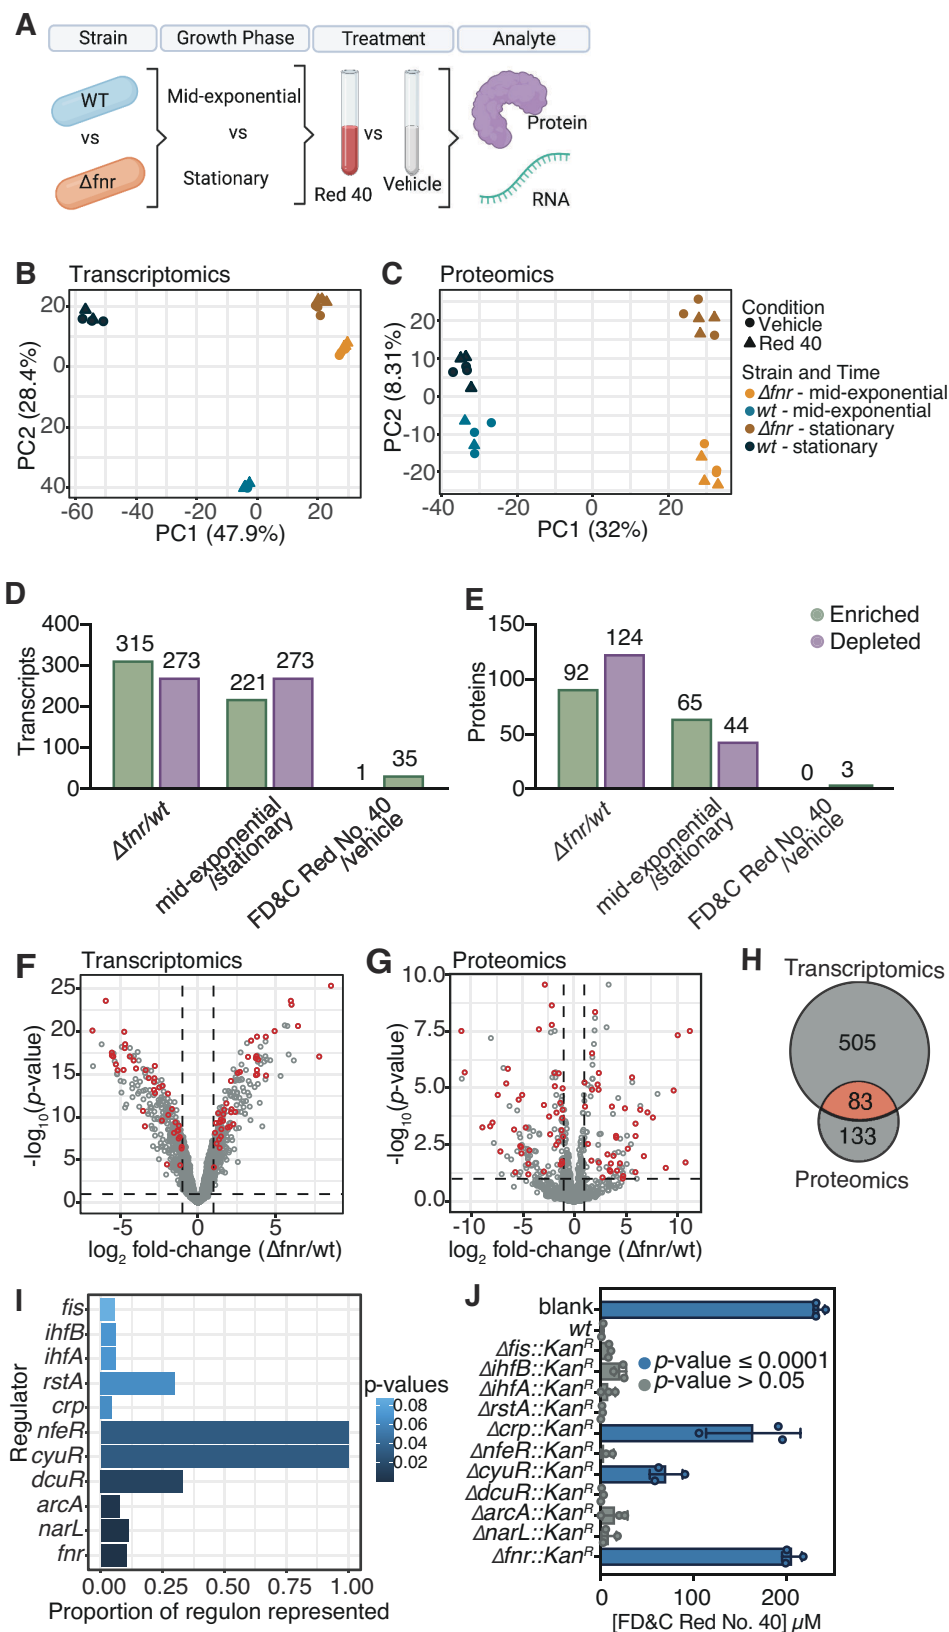 A
Strain
Growth Phase
Treatment
Analyte
WT
vs
Δfnr
Mid-exponential
vs
Stationary
vs
Red 40
Vehicle
Protein
RNA
B
Transcriptomics
20
0
20
40
-60
-40
-20
0
20
PC2 (28.4%)
PC1 (47.9%)
C
Proteomics
20
10
0
-10
-20
-40
-20
0
20
PC2 (8.31%)
PC1 (32%)
Condition
Vehicle
Red 40
Strain and Time
Δfnr - mid-exponential
wt - mid-exponential
Δfnr - stationary
wt - stationary
D
400
300
200
100
0
Transcripts
315
273
221
273
1
35
Δfnr/wt
mid-exponential
/stationary
FD&C Red No. 40
/vehicle
E
150
100
50
0
Proteins
92
124
65
44
0
3
Enriched
Depleted
Δfnr/wt
mid-exponential
/stationary
FD&C Red No. 40
/vehicle
F
Transcriptomics
25
20
15
10
5
0
-5
0
5
-log10(p-value)
log2 fold-change (Δfnr/wt)
G
Proteomics
10.0
7.5
5.0
2.5
0.0
-10
-5
0
5
10
-log10(p-value)
log2 fold-change (Δfnr/wt)
H
Transcriptomics
505
83
133
Proteomics
I
Regulator
fis
ihfB
ihfA
rstA
crp
nfeR
cyuR
dcuR
arcA
narL
fnr
0.00
0.25
0.50
0.75
1.00
Proportion of regulon represented
p-values
0.08
0.06
0.04
0.02
J
blank
wt
Δfis::KanR
ΔihfB::KanR
ΔihfA::KanR
ΔrstA::KanR
Δcrp::KanR
ΔnfeR::KanR
ΔcyuR::KanR
ΔdcuR::KanR
ΔarcA::KanR
ΔnarL::KanR
Δfnr::KanR
p-value ≤ 0.0001
p-value > 0.05
0
100
200
[FD&C Red No. 40] µM